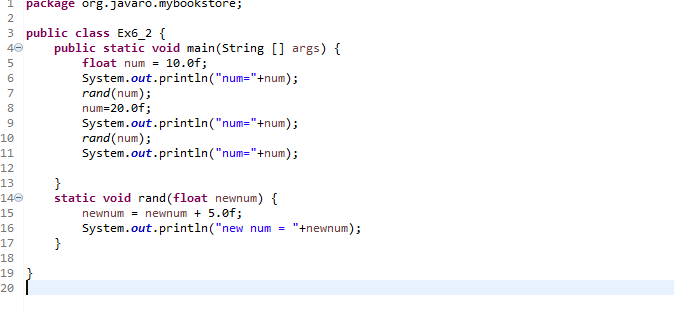 1 package org.javaro.mybookstore;
2
3 public class Ex6_2 {
4 public static void main(String [] args) {
5 float num = 10.0f;
6 System.out.println("num="+num);
7 rand(num);
8 num=20.0f;
9 System.out.println("num="+num);
10 rand(num);
11 System.out.println("num="+num);
12
13 }
14 static void rand(float newnum) {
15 newnum = newnum + 5.0f;
16 System.out.println("new num = "+newnum);
17 }
18
19 }
20